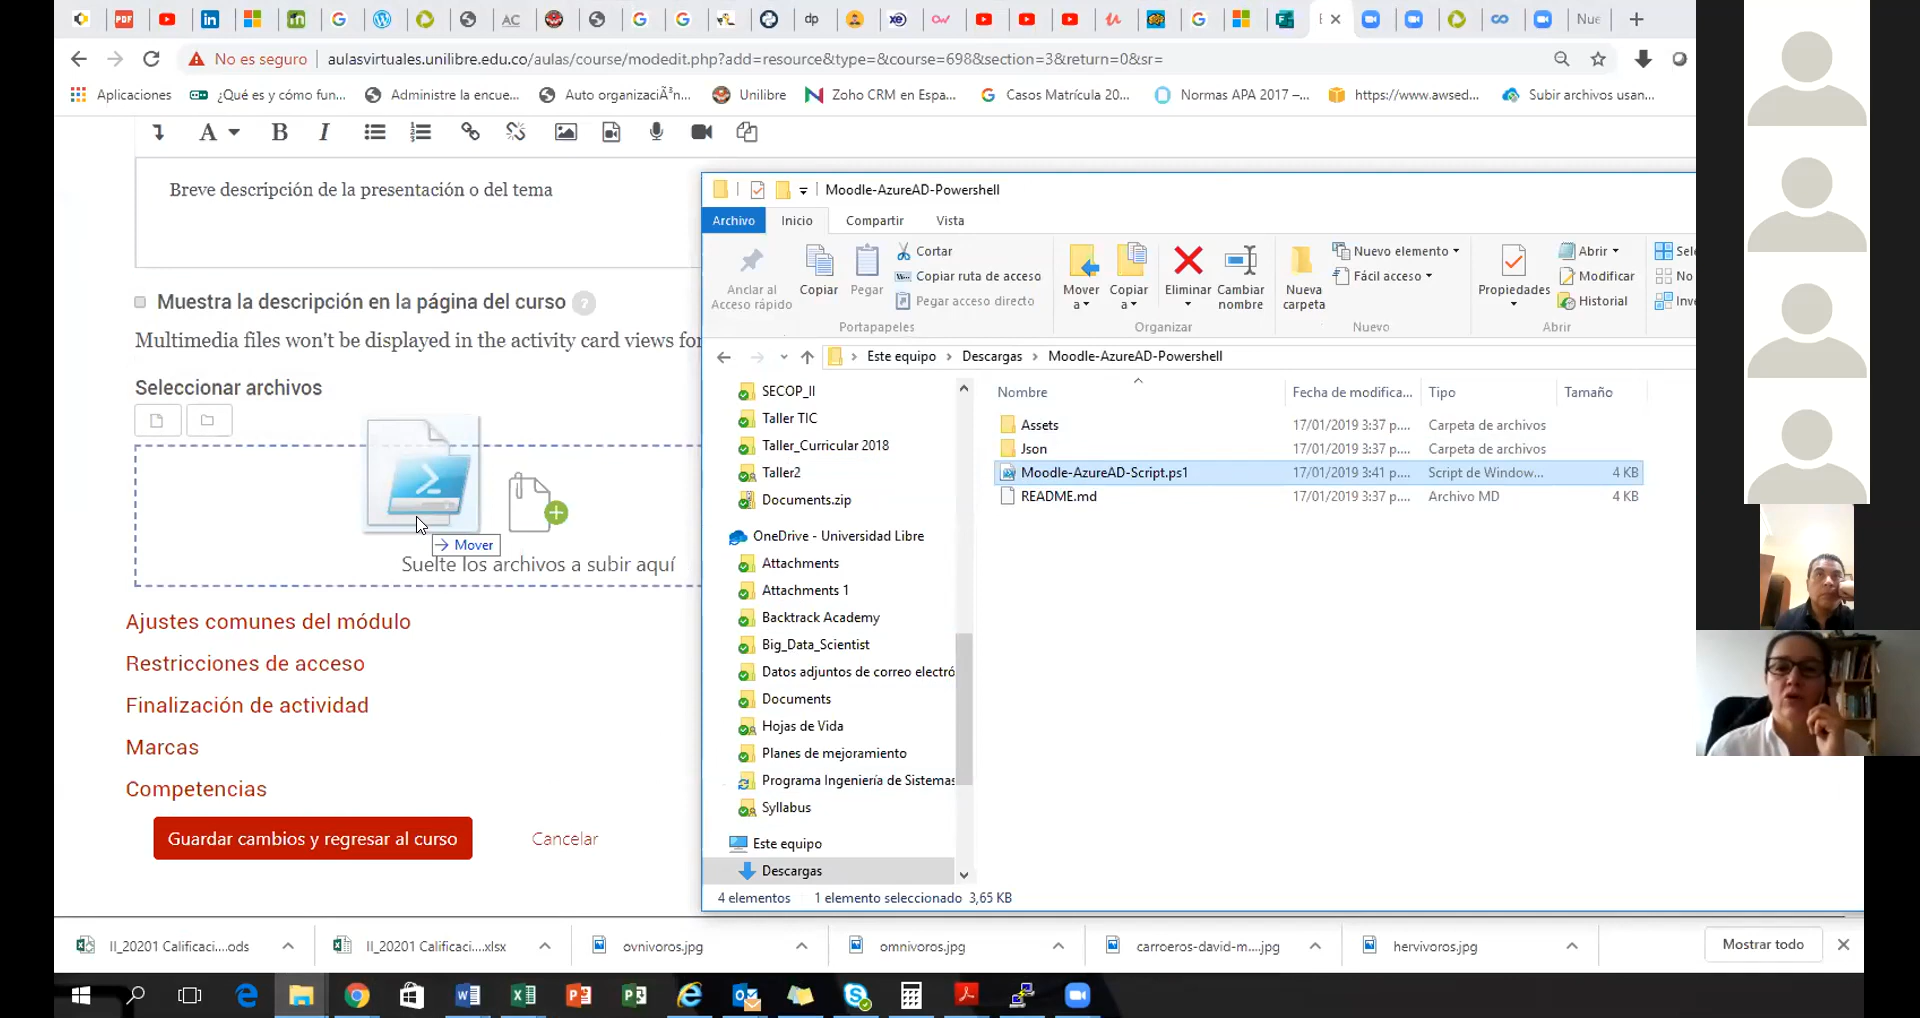 PDF
in
G
AC
G
G
dp
xe
G
Nue
No es seguro
aulasvirtuales.unilibre.edu.co/aulas/course/modedit.php?add=resource&type=&course=698&section=3&return=0&sr=
Aplicaciones
¿Qué es y cómo fun...
Administre la encue...
Auto organizaciÃ³n...
Unilibre
Zoho CRM en Espa...
Casos Matrícula 20...
Normas APA 2017 –...
https://www.awsed...
Subir archivos usan...
A
B
I
Breve descripción de la presentación o del tema
Muestra la descripción en la página del curso
?
Multimedia files won't be displayed in the activity card views for
Seleccionar archivos
Mover
Suelte los archivos a subir aquí
Ajustes comunes del módulo
Restricciones de acceso
Finalización de actividad
Marcas
Competencias
Guardar cambios y regresar al curso
Cancelar
Moodle-AzureAD-Powershell
Archivo
Inicio
Compartir
Vista
Anclar al
Acceso rápido
Copiar
Pegar
Cortar
Copiar ruta de acceso
Pegar acceso directo
Portapapeles
Mover
a
Copiar
a
Eliminar
Cambiar
nombre
Organizar
Nueva
carpeta
Nuevo elemento
Fácil acceso
Nuevo
Propiedades
Abrir
Modificar
Historial
Abrir
Sele
No
Inve
Este equipo
Descargas
Moodle-AzureAD-Powershell
SECOP_II
Taller TIC
Taller_Curricular 2018
Taller2
Documents.zip
OneDrive - Universidad Libre
Attachments
Attachments 1
Backtrack Academy
Big_Data_Scientist
Datos adjuntos de correo electró
Documents
Hojas de Vida
Planes de mejoramiento
Programa Ingeniería de Sistemas
Syllabus
Este equipo
Descargas
Nombre
Fecha de modifica...
Tipo
Tamaño
Assets
17/01/2019 3:37 p....
Carpeta de archivos
Json
17/01/2019 3:37 p....
Carpeta de archivos
Moodle-AzureAD-Script.ps1
17/01/2019 3:41 p....
Script de Window...
4 KB
README.md
17/01/2019 3:37 p....
Archivo MD
4 KB
4 elementos
1 elemento seleccionado 3,65 KB
II_20201 Calificaci....ods
II_20201 Calificaci....xlsx
ovnivoros.jpg
omnivoros.jpg
carroeros-david-m....jpg
hervivoros.jpg
Mostrar todo